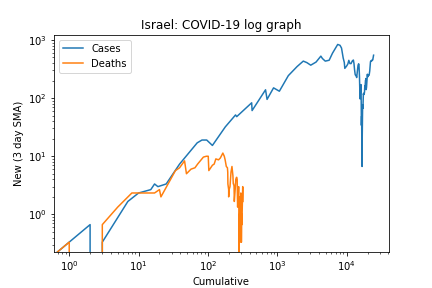 Israel: COVID-19 log graph
Cases
Deaths
New (3 day SMA)
10³
10²
10¹
10⁰
10⁰ 10¹ 10² 10³ 10⁴
Cumulative